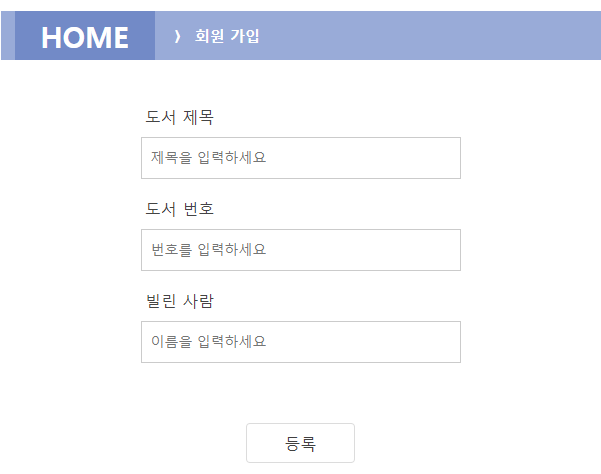 HOME 》 회원 가입
도서 제목
제목을 입력하세요
도서 번호
번호를 입력하세요
빌린 사람
이름을 입력하세요
등록